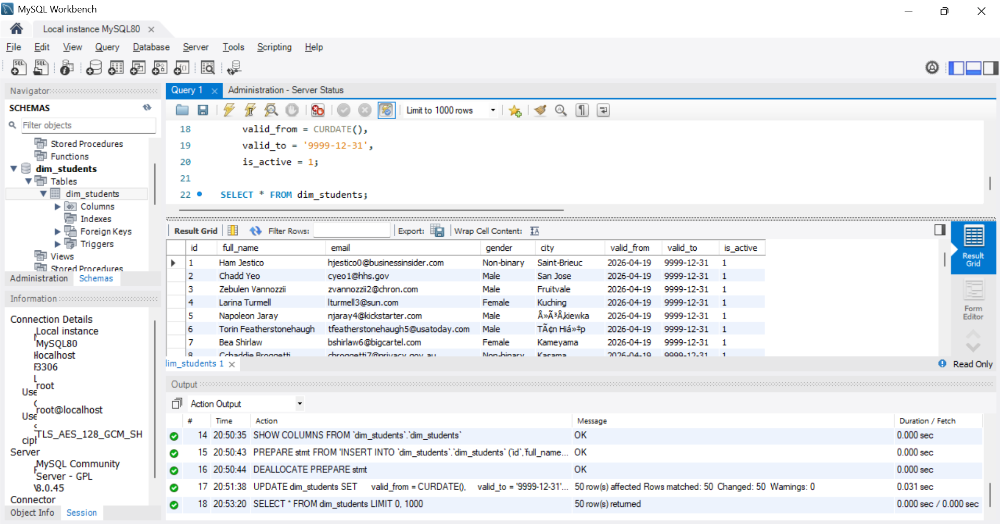 MySQL Workbench
Local instance MySQL80
File Edit View Query Database Server Tools Scripting Help
Navigator
SCHEMAS
Filter objects
Stored Procedures
Functions
dim_students
Tables
dim_students
Columns
Indexes
Foreign Keys
Triggers
Views
Stored Procedures
Administration Schemas
Information
Connection Details
Local instance
MySQL80
localhost
3306
root
Use
root@localhost
Use
TLS_AES_128_GCM_SH
ciph
Server
MySQL Community
Server - GPL
8.0.45
Connector
Object Info Session
Query 1 Administration - Server Status
Limit to 1000 rows
18 valid_from = CURDATE(),
19 valid_to = '9999-12-31',
20 is_active = 1;
21
22 SELECT * FROM dim_students;
Result Grid Filter Rows: Export: Wrap Cell Content:
id full_name email gender city valid_from valid_to is_active
1 Ham Jestico hjestico0@businessinsider.com Non-binary Saint-Brieuc 2026-04-19 9999-12-31 1
2 Chadd Yeo cyeo1@hhs.gov Male San Jose 2026-04-19 9999-12-31 1
3 Zebulen Vannozzii zvannozzii2@chron.com Male Fruitvale 2026-04-19 9999-12-31 1
4 Larina Turmell lturmell3@sun.com Female Kuching 2026-04-19 9999-12-31 1
5 Napoleon Jaray njaray4@kickstarter.com Male Å»Ã³Å‚kiewka 2026-04-19 9999-12-31 1
6 Torin Featherstonehaugh tfeatherstonehaugh5@usatoday.com Male TÃ¢n Hiá»‡p 2026-04-19 9999-12-31 1
7 Bea Shirlaw bshirlaw6@bigcartel.com Female Kameyama 2026-04-19 9999-12-31 1
8 Cchaddie Broggetti cbroggetti7@privacy.gov.au Non-binary Kasama 2026-04-19 9999-12-31 1
Result
Grid
Form
Editor
dim_students 1
Read Only
Output
Action Output
# Time Action Message Duration / Fetch
14 20:50:35 SHOW COLUMNS FROM `dim_students`.`dim_students` OK 0.000 sec
15 20:50:43 PREPARE stmt FROM 'INSERT INTO `dim_students`.`dim_students` (`id`,`full_name... OK 0.000 sec
16 20:50:44 DEALLOCATE PREPARE stmt OK 0.000 sec
17 20:51:38 UPDATE dim_students SET valid_from = CURDATE(), valid_to = '9999-12-31'... 50 row(s) affected Rows matched: 50 Changed: 50 Warnings: 0 0.031 sec
18 20:53:20 SELECT * FROM dim_students LIMIT 0, 1000 50 row(s) returned 0.000 sec / 0.000 sec